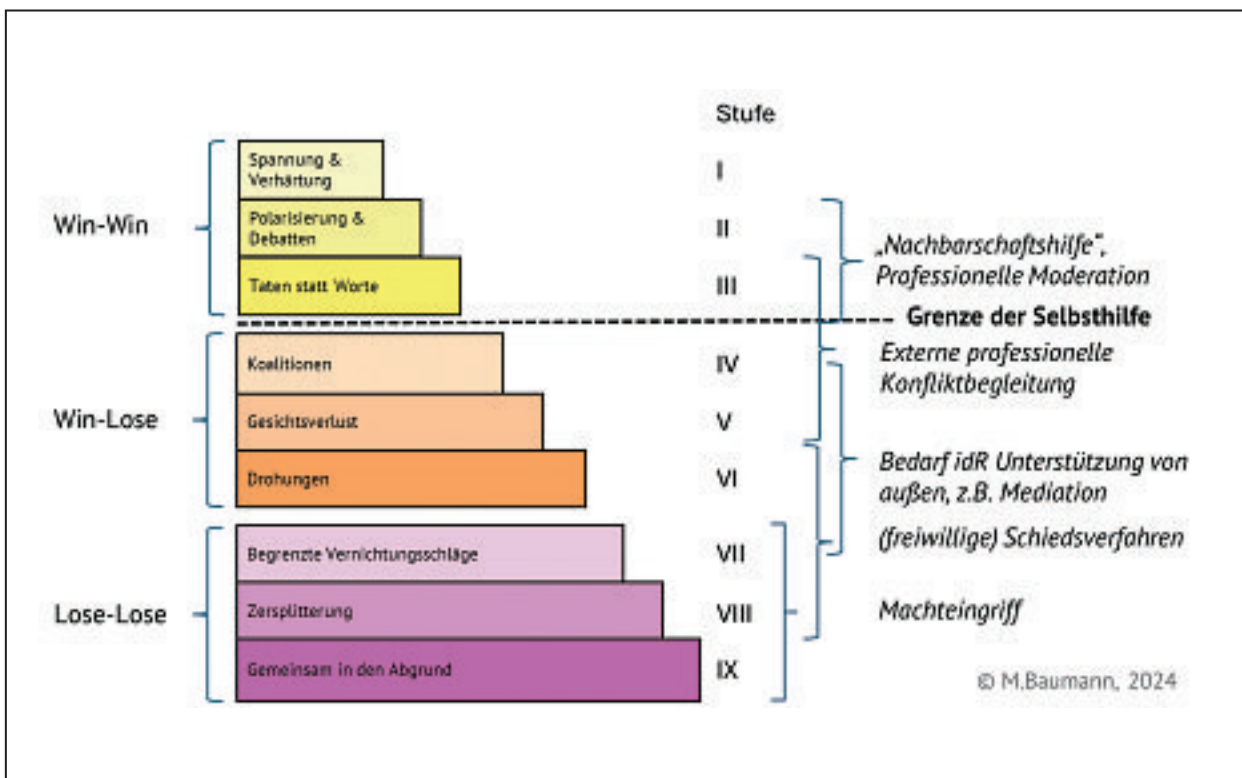 Stufe
Win-Win
Spannung &
Verhärtung
I
Polarisierung &
Debatten
II
Taten statt Worte
III
„Nachbarschaftshilfe“,
Professionelle Moderation
Grenze der Selbsthilfe
Win-Lose
Koalitionen
IV
Externe professionelle
Konfliktbegleitung
Gesichtsverlust
V
Drohungen
VI
Bedarf idR Unterstützung von
außen, z.B. Mediation
(freiwillige) Schiedsverfahren
Lose-Lose
Begrenzte Vernichtungsschläge
VII
Zersplitterung
VIII
Machteingriff
Gemeinsam in den Abgrund
IX
© M.Baumann, 2024